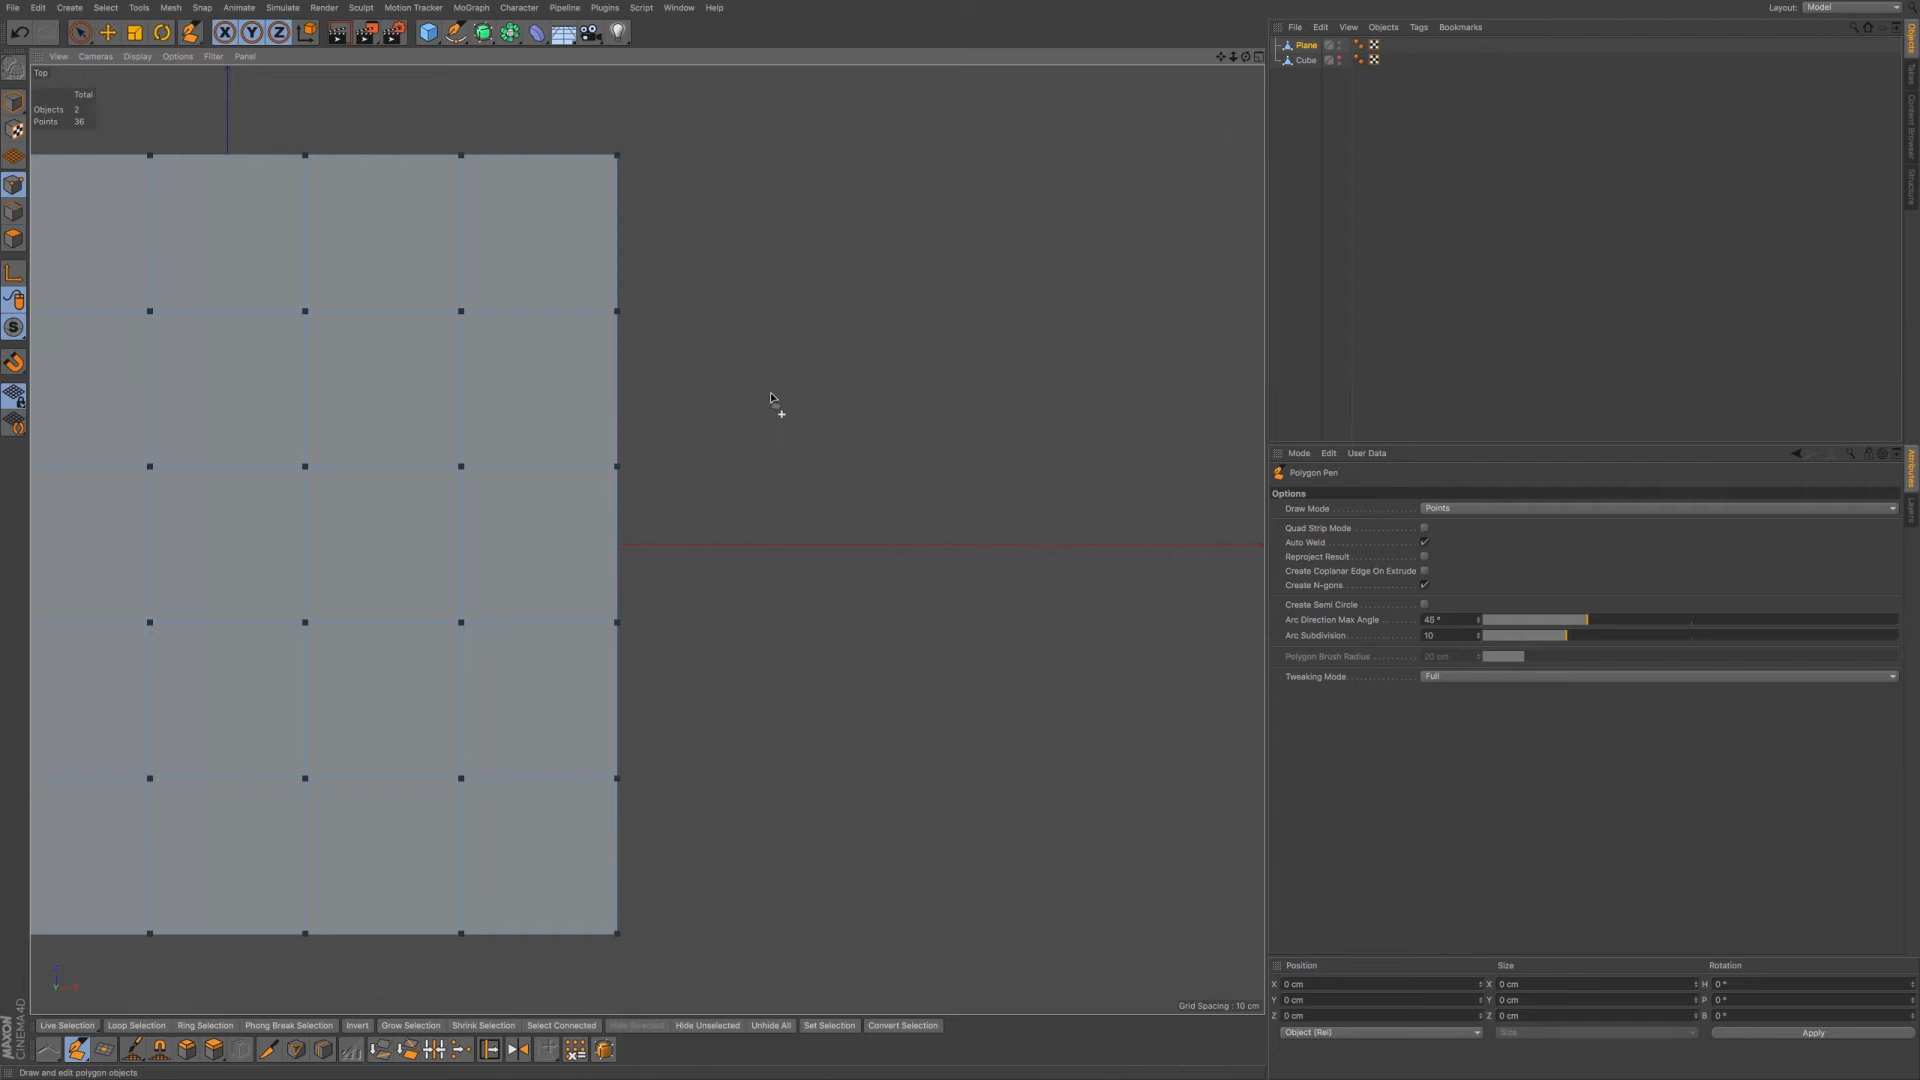 File Edit Create Select Tools Mesh Snap Animate Simulate Render Sculpt Motion Tracker MoGraph Character Pipeline Plugins Script Window Help
Layout: Model
View Cameras Display Options Filter Panel
Top
Total
Objects 2
Points 36
X Y Z
S
Z
Y
Grid Spacing : 10 cm
File Edit View Objects Tags Bookmarks
Plane
Cube
Objects
Takes
Content Browser
Structure
Mode Edit User Data
Attributes
Layers
Polygon Pen
Options
Draw Mode Points
Quad Strip Mode
Auto Weld
Reproject Result
Create Coplanar Edge On Extrude
Create N-gons
Create Semi Circle
Arc Direction Max Angle 45 °
Arc Subdivision 10
Polygon Brush Radius 20 cm
Tweaking Mode Full
Position Size Rotation
X 0 cm X 0 cm H 0 °
Y 0 cm Y 0 cm P 0 °
Z 0 cm Z 0 cm B 0 °
Object (Rel) Size Apply
Live Selection Loop Selection Ring Selection Phong Break Selection Invert Grow Selection Shrink Selection Select Connected Hide Selected Hide Unselected Unhide All Set Selection Convert Selection
MAXON
CINEMA 4D
Draw and edit polygon objects